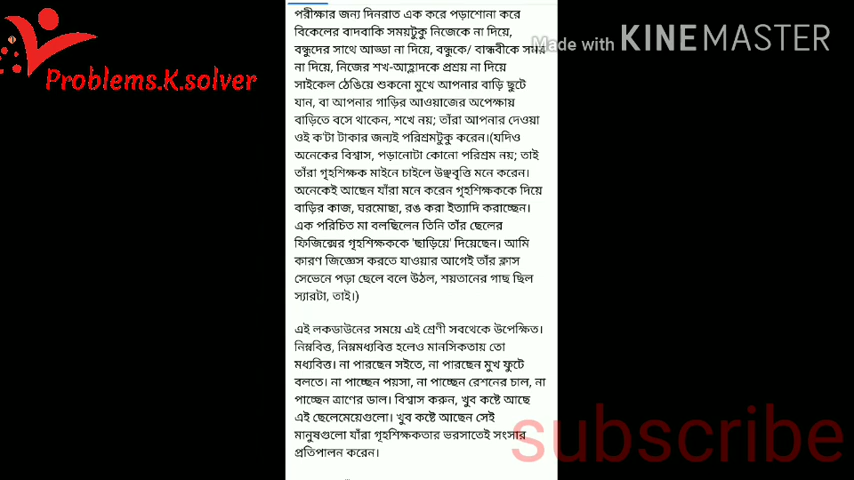 পরীক্ষার জন্য দিনরাত এক করে পড়াশোনা করে
বিকেলের বাদবাকি সময়টুকু নিজেকে না দিয়ে,
বন্ধুদের সাথে আড্ডা না দিয়ে, বন্ধুকে/ বান্ধবীকে সময়
না দিয়ে, নিজের শখ-আহ্লাদকে প্রশ্রয় না দিয়ে
সাইকেল ঠেঙিয়ে শুকনো মুখে আপনার বাড়ি ছুটে
যান, বা আপনার গাড়ির আওয়াজের অপেক্ষায়
বাড়িতে বসে থাকেন, শখে নয়; তাঁরা আপনার দেওয়া
ওই ক'টা টাকার জন্যই পরিশ্রমটুকু করেন।(যদিও
অনেকের বিশ্বাস, পড়ানোটা কোনো পরিশ্রম নয়; তাই
তাঁরা গৃহশিক্ষক মাইনে চাইলে উঞ্ছবৃত্তি মনে করেন।
অনেকেই আছেন যাঁরা মনে করেন গৃহশিক্ষককে দিয়ে
বাড়ির কাজ, ঘরমোছা, রঙ করা ইত্যাদি করাচ্ছেন।
এক পরিচিত মা বলছিলেন তিনি তাঁর ছেলের
ফিজিক্সের গৃহশিক্ষককে 'ছাড়িয়ে' দিয়েছেন। আমি
কারণ জিজ্ঞেস করতে যাওয়ার আগেই তাঁর ক্লাস
সেভেনে পড়া ছেলে বলে উঠল, শয়তানের গাছ ছিল
স্যারটা, তাই।)
এই লকডাউনের সময়ে এই শ্রেণী সবথেকে উপেক্ষিত।
নিম্নবিত্ত, নিম্নমধ্যবিত্ত হলেও মানসিকতায় তো
মধ্যবিত্ত। না পারছেন সইতে, না পারছেন মুখ ফুটে
বলতে। না পাচ্ছেন পয়সা, না পাচ্ছেন রেশনের চাল, না
পাচ্ছেন ত্রাণের ডাল। বিশ্বাস করুন, খুব কষ্টে আছে
এই ছেলেমেয়েগুলো। খুব কষ্টে আছেন সেই
মানুষগুলো যাঁরা গৃহশিক্ষকতার ভরসাতেই সংসার
প্রতিপালন করেন।
Problems.K.solver
Made with KINEMASTER
subscribe